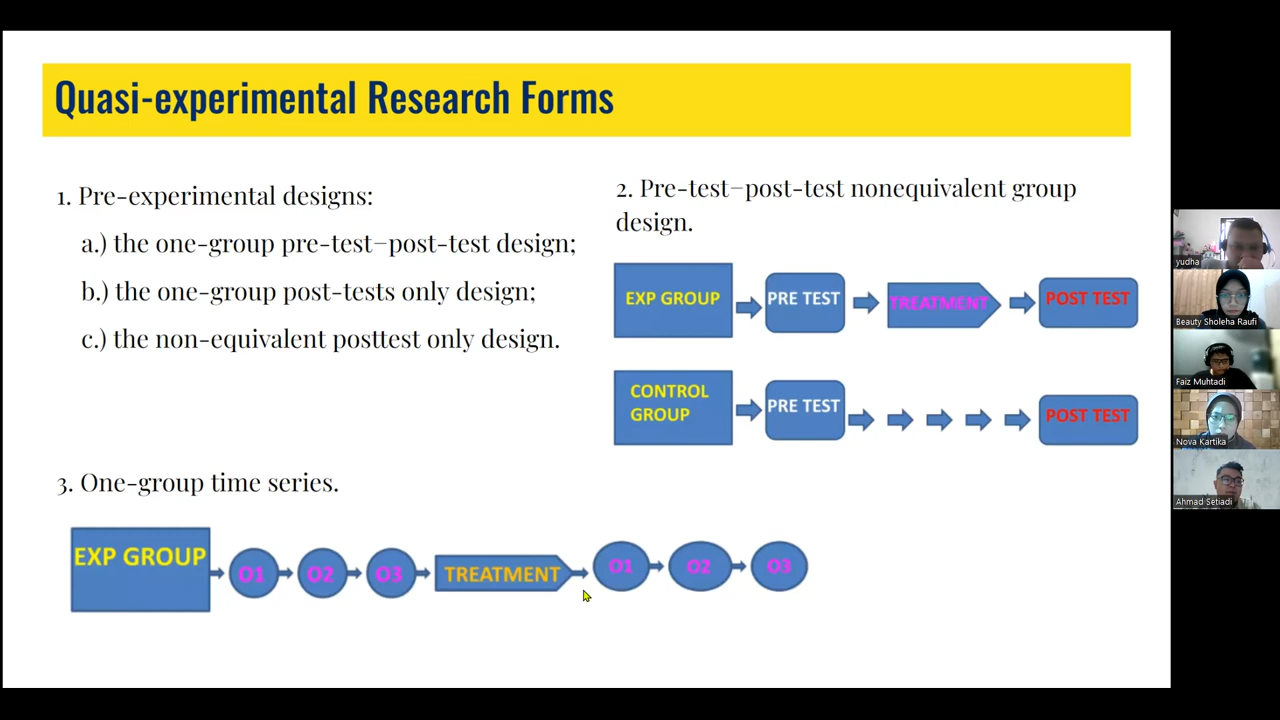 Quasi-experimental Research Forms
1. Pre-experimental designs:
a.) the one-group pre-test–post-test design;
b.) the one-group post-tests only design;
c.) the non-equivalent posttest only design.
2. Pre-test–post-test nonequivalent group
design.
EXP GROUP
PRE TEST
TREATMENT
POST TEST
CONTROL
GROUP
PRE TEST
POST TEST
3. One-group time series.
EXP GROUP
O1
O2
O3
TREATMENT
O1
O2
O3
yudha
Beauty Sholeha Raufi
Faiz Muhtadi
Nova Kartika
Ahmad Setiadi